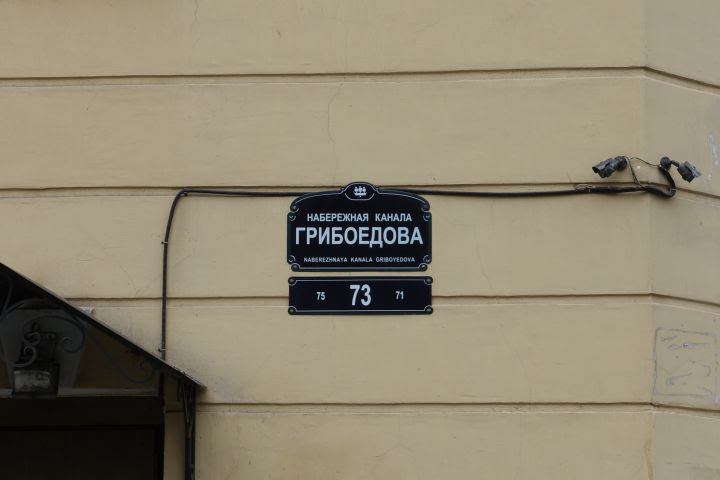 НАБЕРЕЖНАЯ КАНАЛА
ГРИБОЕДОВА
NABEREZHNAYA KANALA GRIBOYEDOVA
75 73 71